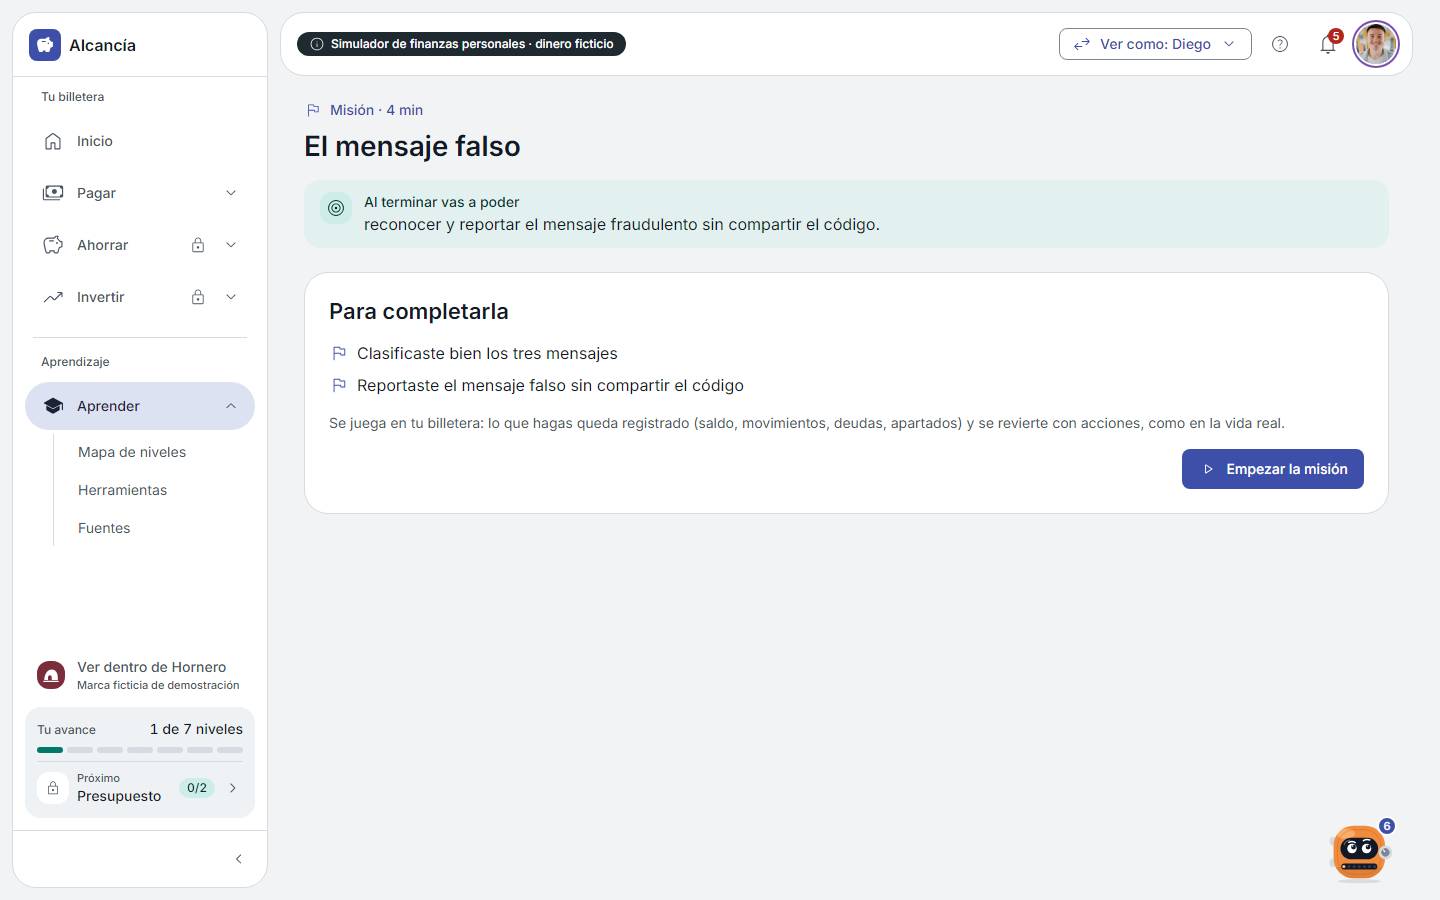 Alcancía
Simulador de finanzas personales · dinero ficticio
Ver como: Diego
5
Tu billetera
Inicio
Pagar
Ahorrar
Invertir
Aprendizaje
Aprender
Mapa de niveles
Herramientas
Fuentes
Ver dentro de Hornero
Marca ficticia de demostración
Tu avance
1 de 7 niveles
Próximo
Presupuesto
0/2
Misión · 4 min
El mensaje falso
Al terminar vas a poder
reconocer y reportar el mensaje fraudulento sin compartir el código.
Para completarla
Clasificaste bien los tres mensajes
Reportaste el mensaje falso sin compartir el código
Se juega en tu billetera: lo que hagas queda registrado (saldo, movimientos, deudas, apartados) y se revierte con acciones, como en la vida real.
Empezar la misión
6